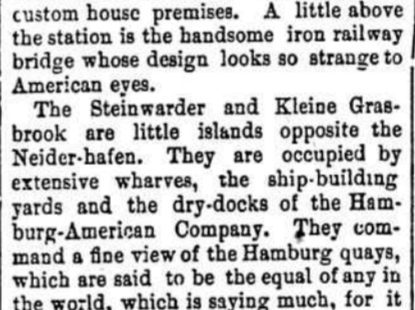 custom house premises. A little above
the station is the handsome iron railway
bridge whose design looks so strange to
American eyes.
The Steinwarder and Kleine Gras-
brook are little islands opposite the
Neider-hafen. They are occupied by
extensive wharves, the ship-building
yards and the dry-docks of the Ham-
burg-American Company. They com-
mand a fine view of the Hamburg quays,
which are said to be the equal of any in
the world, which is saying much, for it